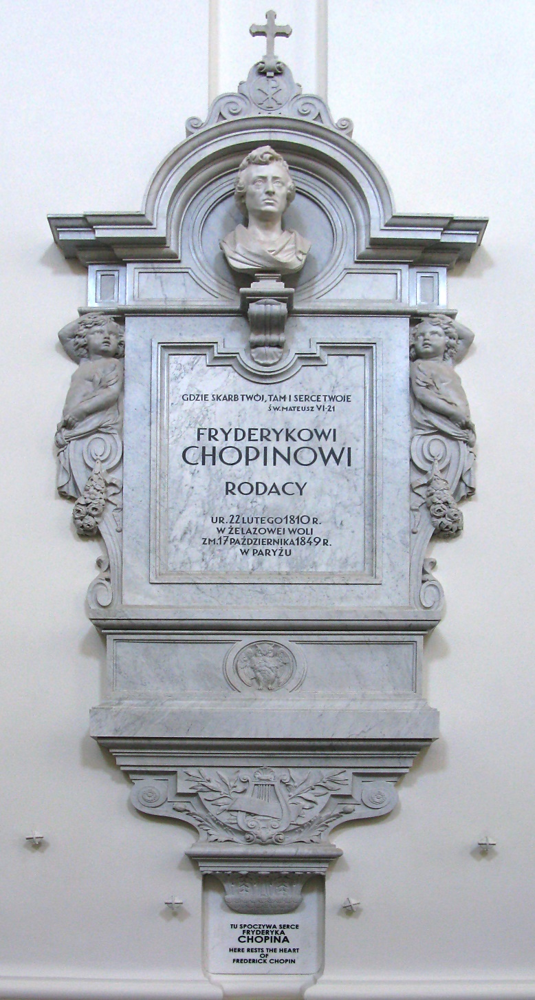 GDZIE SKARB TWÓJ, TAM I SERCE TWOJE
ŚW. MATEUSZ VI·21
FRYDERYKOWI
CHOPINOWI
RODACY
UR. 22 LUTEGO 1810 R.
W ŻELAZOWEJ WOLI
ZM. 17 PAŹDZIERNIKA 1849 R.
W PARYŻU
TU SPOCZYWA SERCE
FRYDERYKA
CHOPINA
HERE RESTS THE HEART
OF
FREDERICK CHOPIN